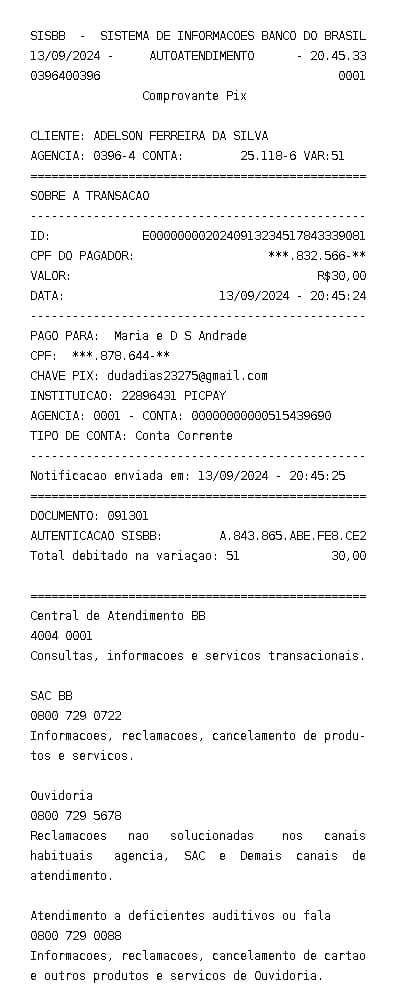 SISBB - SISTEMA DE INFORMACOES BANCO DO BRASIL
13/09/2024 - AUTOATENDIMENTO - 20.45.33
0396400396 0001
Comprovante Pix
CLIENTE: ADELSON FERREIRA DA SILVA
AGENCIA: 0396-4 CONTA: 25.118-6 VAR:51
================================================
SOBRE A TRANSACAO
------------------------------------------------
ID: E0000000020240913234517843339081
CPF DO PAGADOR: ***.832.566-**
VALOR: R$30,00
DATA: 13/09/2024 - 20:45:24
------------------------------------------------
PAGO PARA: Maria e D S Andrade
CPF: ***.878.644-**
CHAVE PIX: dudadias23275@gmail.com
INSTITUICAO: 22896431 PICPAY
AGENCIA: 0001 - CONTA: 00000000000515439690
TIPO DE CONTA: Conta Corrente
------------------------------------------------
Notificacao enviada em: 13/09/2024 - 20:45:25
================================================
DOCUMENTO: 091301
AUTENTICACAO SISBB: A.843.865.ABE.FE8.CE2
Total debitado na variaçao: 51 30,00
================================================
Central de Atendimento BB
4004 0001
Consultas, informacoes e servicos transacionais.
SAC BB
0800 729 0722
Informacoes, reclamacoes, cancelamento de produ-
tos e servicos.
Ouvidoria
0800 729 5678
Reclamacoes nao solucionadas nos canais
habituais agencia, SAC e Demais canais de
atendimento.
Atendimento a deficientes auditivos ou fala
0800 729 0088
Informacoes, reclamacoes, cancelamento de cartao
e outros produtos e servicos de Ouvidoria.